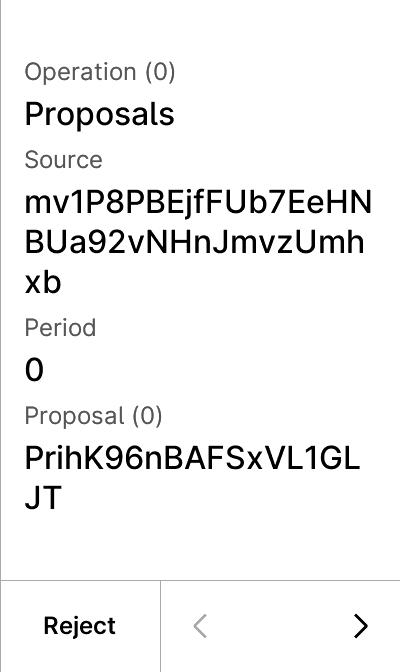 Operation (0)
Proposals
Source
mv1P8PBEjfFUb7EeHN
BUa92vNHnJmvzUmh
xb
Period
0
Proposal (0)
PrihK96nBAFSxVL1GL
JT
Reject